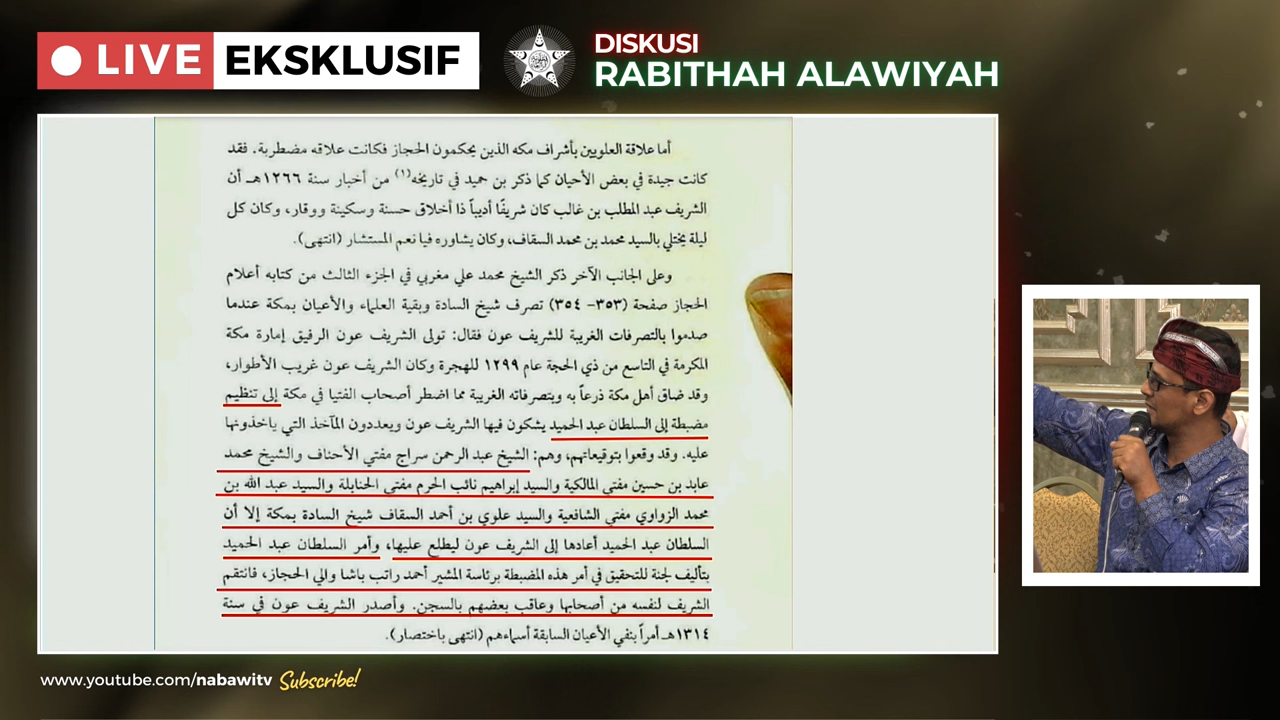 LIVE EKSKLUSIF
DISKUSI
RABITHAH ALAWIYAH
أما علاقة العلويين بأشراف مكه الذين يحكمون الحجاز فكانت علاقه مضطربة. فقد
كانت جيدة في بعض الأحيان كما ذكر بن حميد في تاريخه(١) من أخبار سنة ١٢٦٦هـ أن
الشريف عبد المطلب بن غالب كان شريفًا أديباً ذا أخلاق حسنة وسكينة ووقار، وكان كل
ليلة يختلي بالسيد محمد بن محمد السقاف، وكان يشاوره فيا نعم المستشار (انتهى).
وعلى الجانب الآخر ذكر الشيخ محمد علي مغربي في الجزء الثالث من كتابه أعلام
الحجاز صفحة (٣٥٣- ٣٥٤) تصرف شيخ السادة وبقية العلماء والأعيان بمكة عندما
صدموا بالتصرفات الغريبة للشريف عون فقال: تولى الشريف عون الرفيق إمارة مكة
المكرمة في التاسع من ذي الحجة عام ١٢٩٩ للهجرة وكان الشريف عون غريب الأطوار،
وقد ضاق أهل مكة ذرعاً به وبتصرفاته الغريبة مما اضطر أصحاب الفتيا في مكة إلى تنظيم
مضبطة إلى السلطان عبد الحميد يشكون فيها الشريف عون ويعددون المآخذ التي ياخذونها
عليه. وقد وقعوا بتوقيعاتهم، وهم: الشيخ عبد الرحمن سراج مفتي الأحناف والشيخ محمد
عابد بن حسين مفتي المالكية والسيد إبراهيم نائب الحرم مفتي الحنابلة والسيد عبد الله بن
محمد الزواوي مفتي الشافعية والسيد علوي بن أحمد السقاف شيخ السادة بمكة إلا أن
السلطان عبد الحميد أعادها إلى الشريف عون ليطلع عليها، وأمر السلطان عبد الحميد
بتأليف لجنة للتحقيق في أمر هذه المضبطة برئاسة المشير أحمد راتب باشا والي الحجاز، فانتقم
الشريف لنفسه من أصحابها وعاقب بعضهم بالسجن. وأصدر الشريف عون في سنة
١٣١٤هـ أمراً بنفي الأعيان السابقة أسماءهم (انتهى باختصار).
www.youtube.com/nabawitv Subscribe!